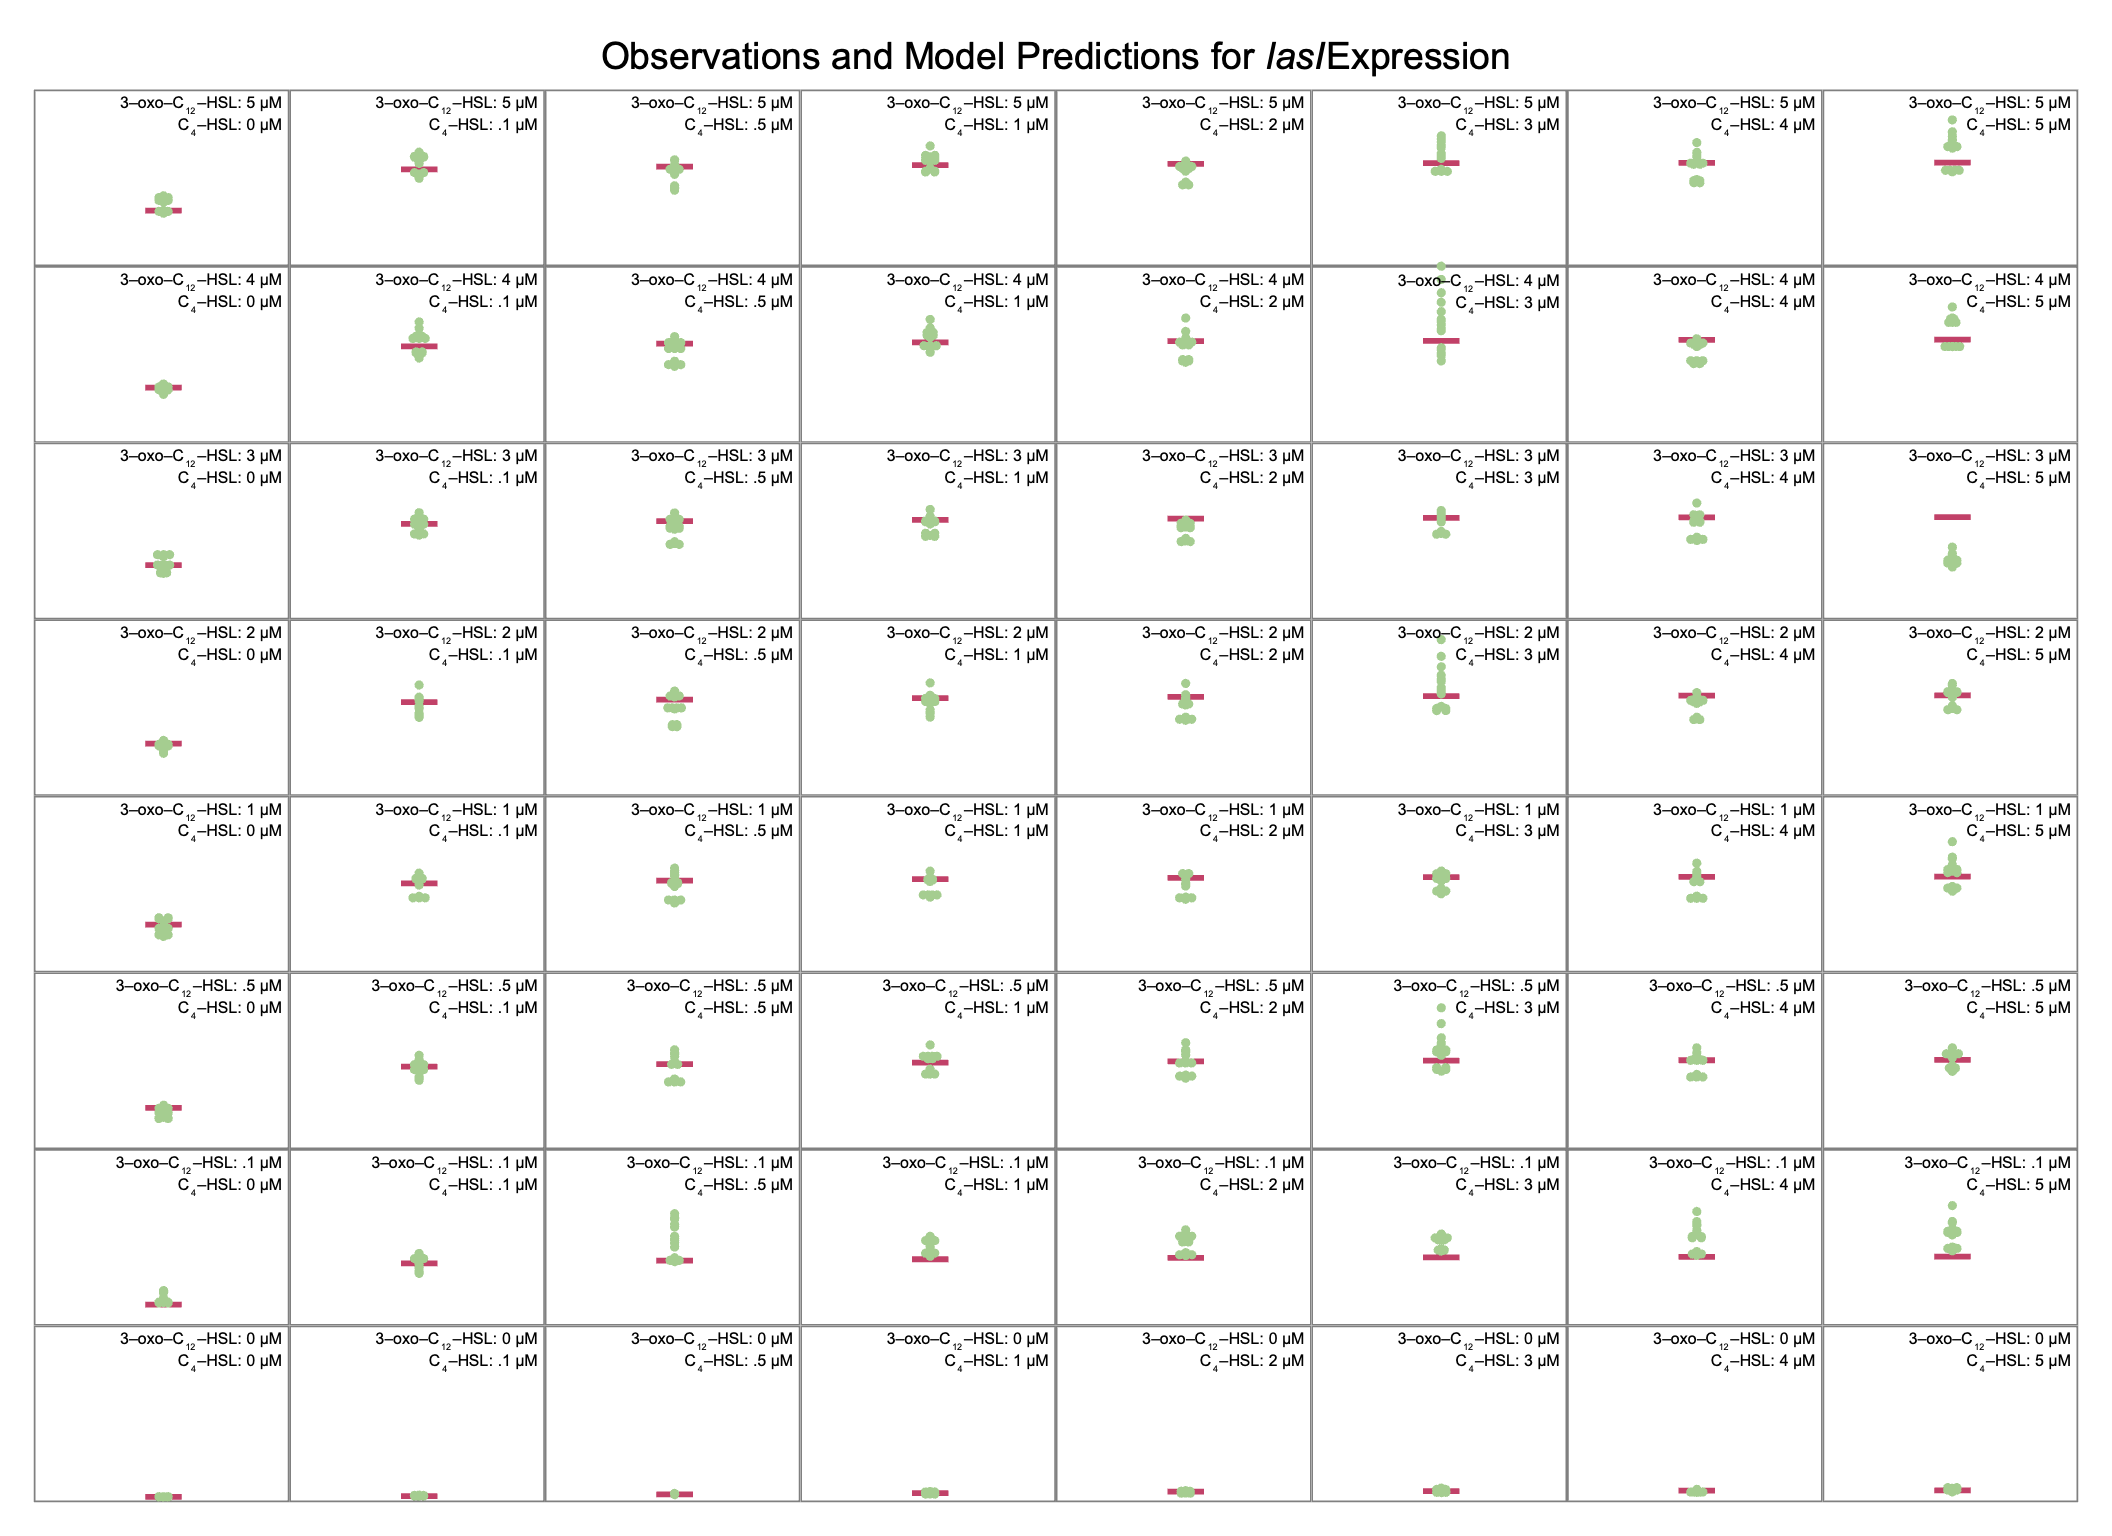 Observations and Model Predictions for lasI Expression
3–oxo–C12–HSL: 5 µM
C4–HSL: 0 µM
3–oxo–C12–HSL: 5 µM
C4–HSL: .1 µM
3–oxo–C12–HSL: 5 µM
C4–HSL: .5 µM
3–oxo–C12–HSL: 5 µM
C4–HSL: 1 µM
3–oxo–C12–HSL: 5 µM
C4–HSL: 2 µM
3–oxo–C12–HSL: 5 µM
C4–HSL: 3 µM
3–oxo–C12–HSL: 5 µM
C4–HSL: 4 µM
3–oxo–C12–HSL: 5 µM
C4–HSL: 5 µM
3–oxo–C12–HSL: 4 µM
C4–HSL: 0 µM
3–oxo–C12–HSL: 4 µM
C4–HSL: .1 µM
3–oxo–C12–HSL: 4 µM
C4–HSL: .5 µM
3–oxo–C12–HSL: 4 µM
C4–HSL: 1 µM
3–oxo–C12–HSL: 4 µM
C4–HSL: 2 µM
3–oxo–C12–HSL: 4 µM
C4–HSL: 3 µM
3–oxo–C12–HSL: 4 µM
C4–HSL: 4 µM
3–oxo–C12–HSL: 4 µM
C4–HSL: 5 µM
3–oxo–C12–HSL: 3 µM
C4–HSL: 0 µM
3–oxo–C12–HSL: 3 µM
C4–HSL: .1 µM
3–oxo–C12–HSL: 3 µM
C4–HSL: .5 µM
3–oxo–C12–HSL: 3 µM
C4–HSL: 1 µM
3–oxo–C12–HSL: 3 µM
C4–HSL: 2 µM
3–oxo–C12–HSL: 3 µM
C4–HSL: 3 µM
3–oxo–C12–HSL: 3 µM
C4–HSL: 4 µM
3–oxo–C12–HSL: 3 µM
C4–HSL: 5 µM
3–oxo–C12–HSL: 2 µM
C4–HSL: 0 µM
3–oxo–C12–HSL: 2 µM
C4–HSL: .1 µM
3–oxo–C12–HSL: 2 µM
C4–HSL: .5 µM
3–oxo–C12–HSL: 2 µM
C4–HSL: 1 µM
3–oxo–C12–HSL: 2 µM
C4–HSL: 2 µM
3–oxo–C12–HSL: 2 µM
C4–HSL: 3 µM
3–oxo–C12–HSL: 2 µM
C4–HSL: 4 µM
3–oxo–C12–HSL: 2 µM
C4–HSL: 5 µM
3–oxo–C12–HSL: 1 µM
C4–HSL: 0 µM
3–oxo–C12–HSL: 1 µM
C4–HSL: .1 µM
3–oxo–C12–HSL: 1 µM
C4–HSL: .5 µM
3–oxo–C12–HSL: 1 µM
C4–HSL: 1 µM
3–oxo–C12–HSL: 1 µM
C4–HSL: 2 µM
3–oxo–C12–HSL: 1 µM
C4–HSL: 3 µM
3–oxo–C12–HSL: 1 µM
C4–HSL: 4 µM
3–oxo–C12–HSL: 1 µM
C4–HSL: 5 µM
3–oxo–C12–HSL: .5 µM
C4–HSL: 0 µM
3–oxo–C12–HSL: .5 µM
C4–HSL: .1 µM
3–oxo–C12–HSL: .5 µM
C4–HSL: .5 µM
3–oxo–C12–HSL: .5 µM
C4–HSL: 1 µM
3–oxo–C12–HSL: .5 µM
C4–HSL: 2 µM
3–oxo–C12–HSL: .5 µM
C4–HSL: 3 µM
3–oxo–C12–HSL: .5 µM
C4–HSL: 4 µM
3–oxo–C12–HSL: .5 µM
C4–HSL: 5 µM
3–oxo–C12–HSL: .1 µM
C4–HSL: 0 µM
3–oxo–C12–HSL: .1 µM
C4–HSL: .1 µM
3–oxo–C12–HSL: .1 µM
C4–HSL: .5 µM
3–oxo–C12–HSL: .1 µM
C4–HSL: 1 µM
3–oxo–C12–HSL: .1 µM
C4–HSL: 2 µM
3–oxo–C12–HSL: .1 µM
C4–HSL: 3 µM
3–oxo–C12–HSL: .1 µM
C4–HSL: 4 µM
3–oxo–C12–HSL: .1 µM
C4–HSL: 5 µM
3–oxo–C12–HSL: 0 µM
C4–HSL: 0 µM
3–oxo–C12–HSL: 0 µM
C4–HSL: .1 µM
3–oxo–C12–HSL: 0 µM
C4–HSL: .5 µM
3–oxo–C12–HSL: 0 µM
C4–HSL: 1 µM
3–oxo–C12–HSL: 0 µM
C4–HSL: 2 µM
3–oxo–C12–HSL: 0 µM
C4–HSL: 3 µM
3–oxo–C12–HSL: 0 µM
C4–HSL: 4 µM
3–oxo–C12–HSL: 0 µM
C4–HSL: 5 µM